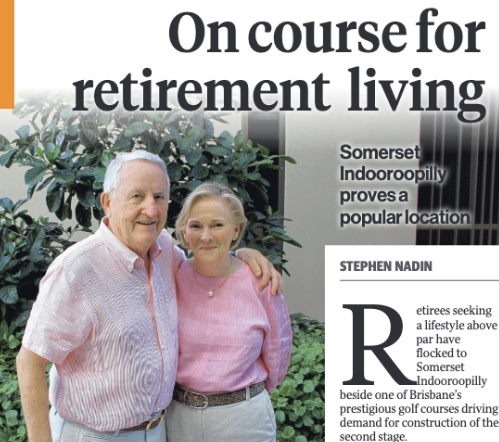 On course for
retirement living
Somerset
Indooroopilly
proves a
popular location
STEPHEN NADIN
Retirees seeking
a lifestyle above
par have
flocked to
Somerset
Indooroopilly
beside one of Brisbane's
prestigious golf courses driving
demand for construction of the
second stage.